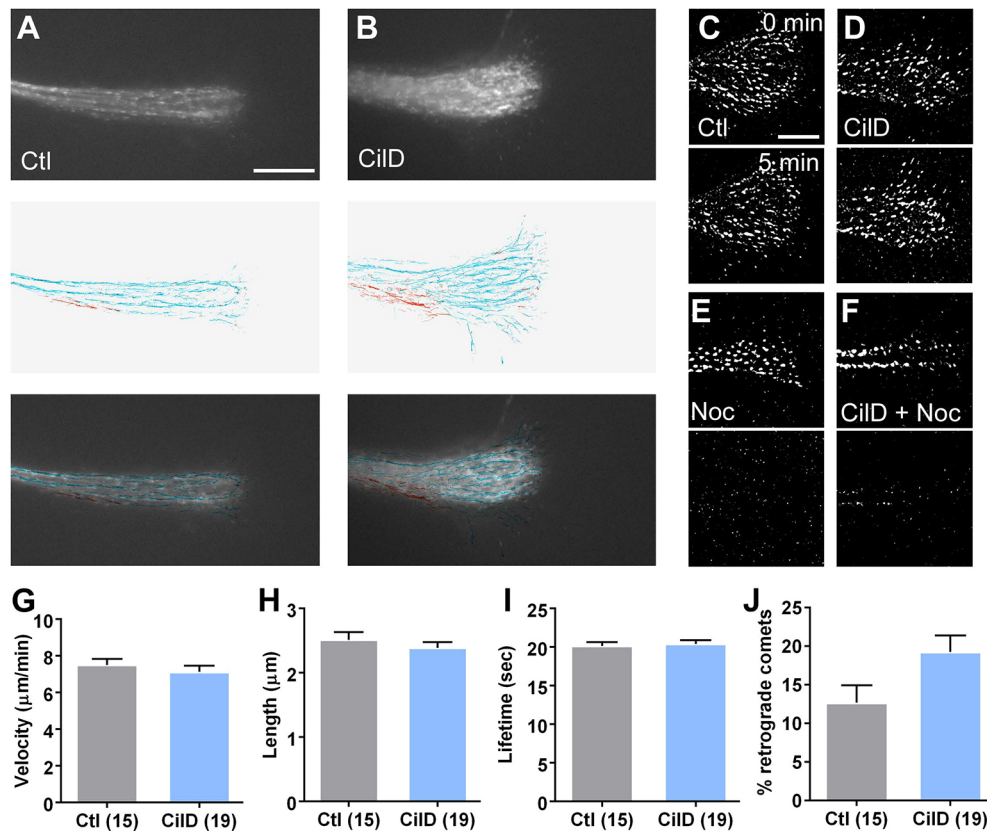 A
Ctl
B
CilD
C
0 min
Ctl
5 min
D
CilD
E
Noc
F
CilD + Noc
G
Velocity (μm/min)
10
8
6
4
2
0
Ctl (15)
CilD (19)
H
Length (μm)
3
2
1
0
Ctl (15)
CilD (19)
I
Lifetime (sec)
25
20
15
10
5
0
Ctl (15)
CilD (19)
J
% retrograde comets
25
20
15
10
5
0
Ctl (15)
CilD (19)